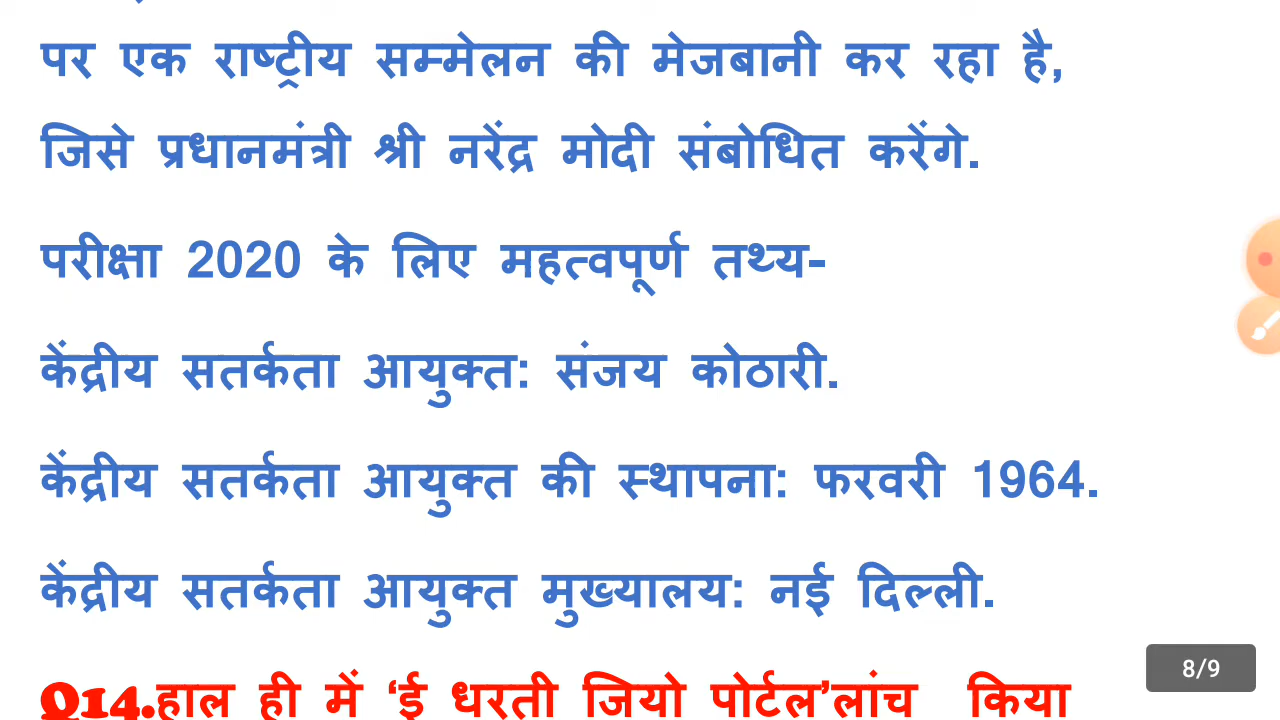 पर एक राष्ट्रीय सम्मेलन की मेजबानी कर रहा है,
जिसे प्रधानमंत्री श्री नरेंद्र मोदी संबोधित करेंगे.
परीक्षा 2020 के लिए महत्वपूर्ण तथ्य-
केंद्रीय सतर्कता आयुक्त: संजय कोठारी.
केंद्रीय सतर्कता आयुक्त की स्थापना: फरवरी 1964.
केंद्रीय सतर्कता आयुक्त मुख्यालय: नई दिल्ली.
8/9
Q14.हाल ही में ‘ई धरती जियो पोर्टल’लांच किया